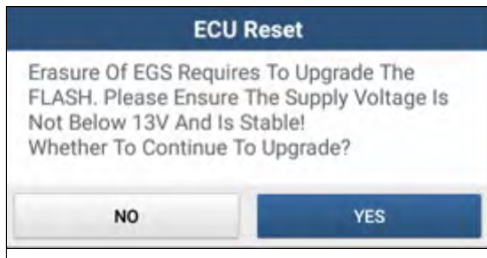 ECU Reset
Erasure Of EGS Requires To Upgrade The
FLASH. Please Ensure The Supply Voltage Is
Not Below 13V And Is Stable!
Whether To Continue To Upgrade?
NO YES